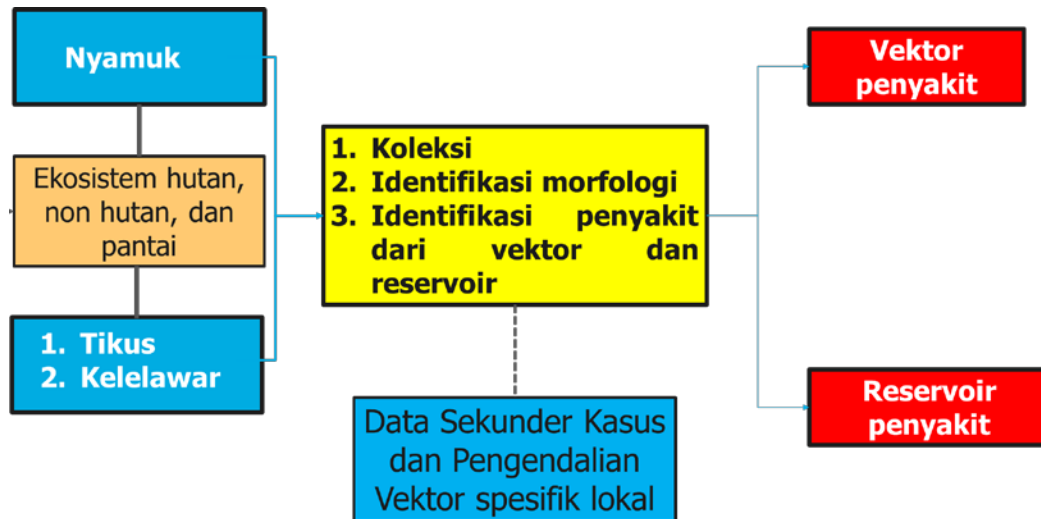 Nyamuk
Ekosistem hutan,
non hutan, dan
pantai
1. Tikus
2. Kelelawar
1. Koleksi
2. Identifikasi morfologi
3. Identifikasi penyakit
dari vektor dan
reservoir
Data Sekunder Kasus
dan Pengendalian
Vektor spesifik lokal
Vektor
penyakit
Reservoir
penyakit